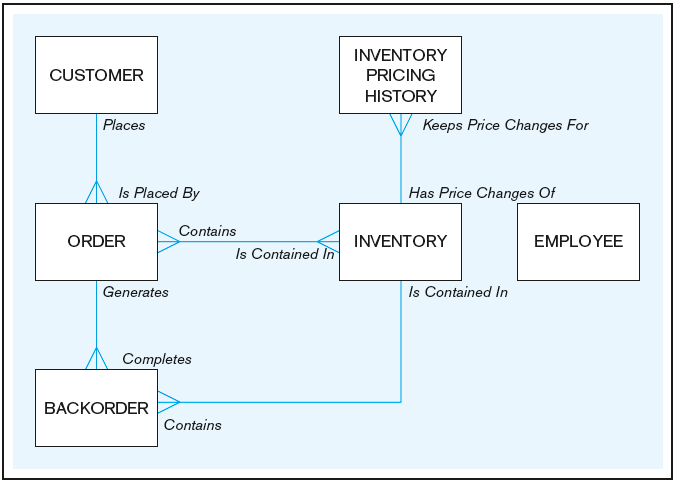 CUSTOMER
INVENTORY
PRICING
HISTORY
Places
Keeps Price Changes For
Is Placed By
Has Price Changes Of
ORDER
Contains
Is Contained In
INVENTORY
EMPLOYEE
Generates
Is Contained In
Completes
BACKORDER
Contains